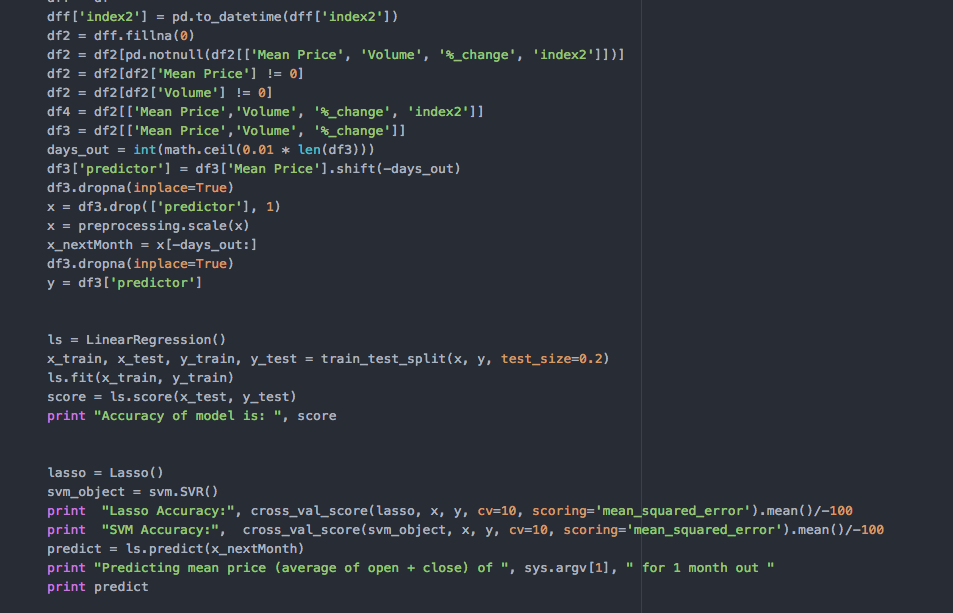 dff['index2'] = pd.to_datetime(dff['index2'])
df2 = dff.fillna(0)
df2 = df2[pd.notnull(df2[['Mean Price', 'Volume', '%_change', 'index2']])]
df2 = df2[df2['Mean Price'] != 0]
df2 = df2[df2['Volume'] != 0]
df4 = df2[['Mean Price','Volume', '%_change', 'index2']]
df3 = df2[['Mean Price','Volume', '%_change']]
days_out = int(math.ceil(0.01 * len(df3)))
df3['predictor'] = df3['Mean Price'].shift(-days_out)
df3.dropna(inplace=True)
x = df3.drop(['predictor'], 1)
x = preprocessing.scale(x)
x_nextMonth = x[-days_out:]
df3.dropna(inplace=True)
y = df3['predictor']
ls = LinearRegression()
x_train, x_test, y_train, y_test = train_test_split(x, y, test_size=0.2)
ls.fit(x_train, y_train)
score = ls.score(x_test, y_test)
print "Accuracy of model is: ", score
lasso = Lasso()
svm_object = svm.SVR()
print  "Lasso Accuracy:", cross_val_score(lasso, x, y, cv=10, scoring='mean_squared_error').mean()/-100
print  "SVM Accuracy:",  cross_val_score(svm_object, x, y, cv=10, scoring='mean_squared_error').mean()/-100
predict = ls.predict(x_nextMonth)
print "Predicting mean price (average of open + close) of ", sys.argv[1], " for 1 month out "
print predict